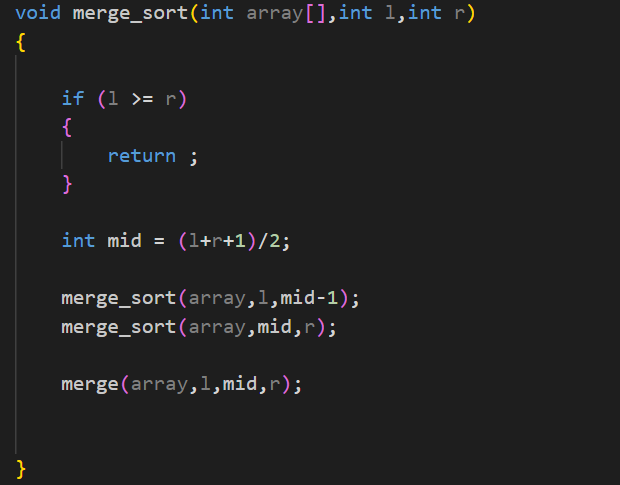 void merge_sort(int array[],int l,int r)
{
if (l >= r)
{
return ;
}
int mid = (l+r+1)/2;
merge_sort(array,l,mid-1);
merge_sort(array,mid,r);
merge(array,l,mid,r);
}